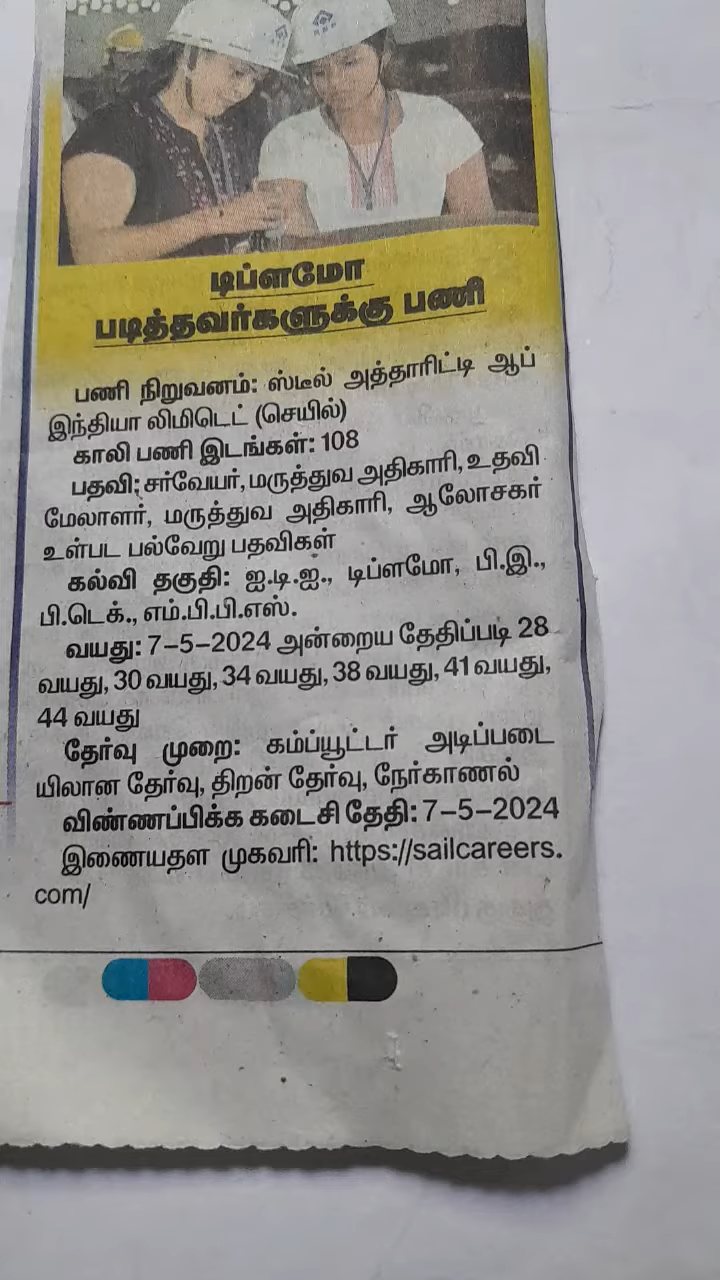 டிப்ளமோ
படித்தவர்களுக்கு பணி
பணி நிறுவனம்: ஸ்டீல் அத்தாரிட்டி ஆப்
இந்தியா லிமிடெட் (செயில்)
காலி பணி இடங்கள்: 108
பதவி: சர்வேயர், மருத்துவ அதிகாரி, உதவி
மேலாளர், மருத்துவ அதிகாரி, ஆலோசகர்
உள்பட பல்வேறு பதவிகள்
கல்வி தகுதி: ஐ.டி.ஐ., டிப்ளமோ, பி.இ.,
பி.டெக்., எம்.பி.பி.எஸ்.
வயது: 7-5-2024 அன்றைய தேதிப்படி 28
வயது, 30 வயது, 34 வயது, 38 வயது, 41 வயது,
44 வயது
தேர்வு முறை: கம்ப்யூட்டர் அடிப்படை
யிலான தேர்வு, திறன் தேர்வு, நேர்காணல்
விண்ணப்பிக்க கடைசி தேதி: 7-5-2024
இணையதள முகவரி: https://sailcareers.
com/